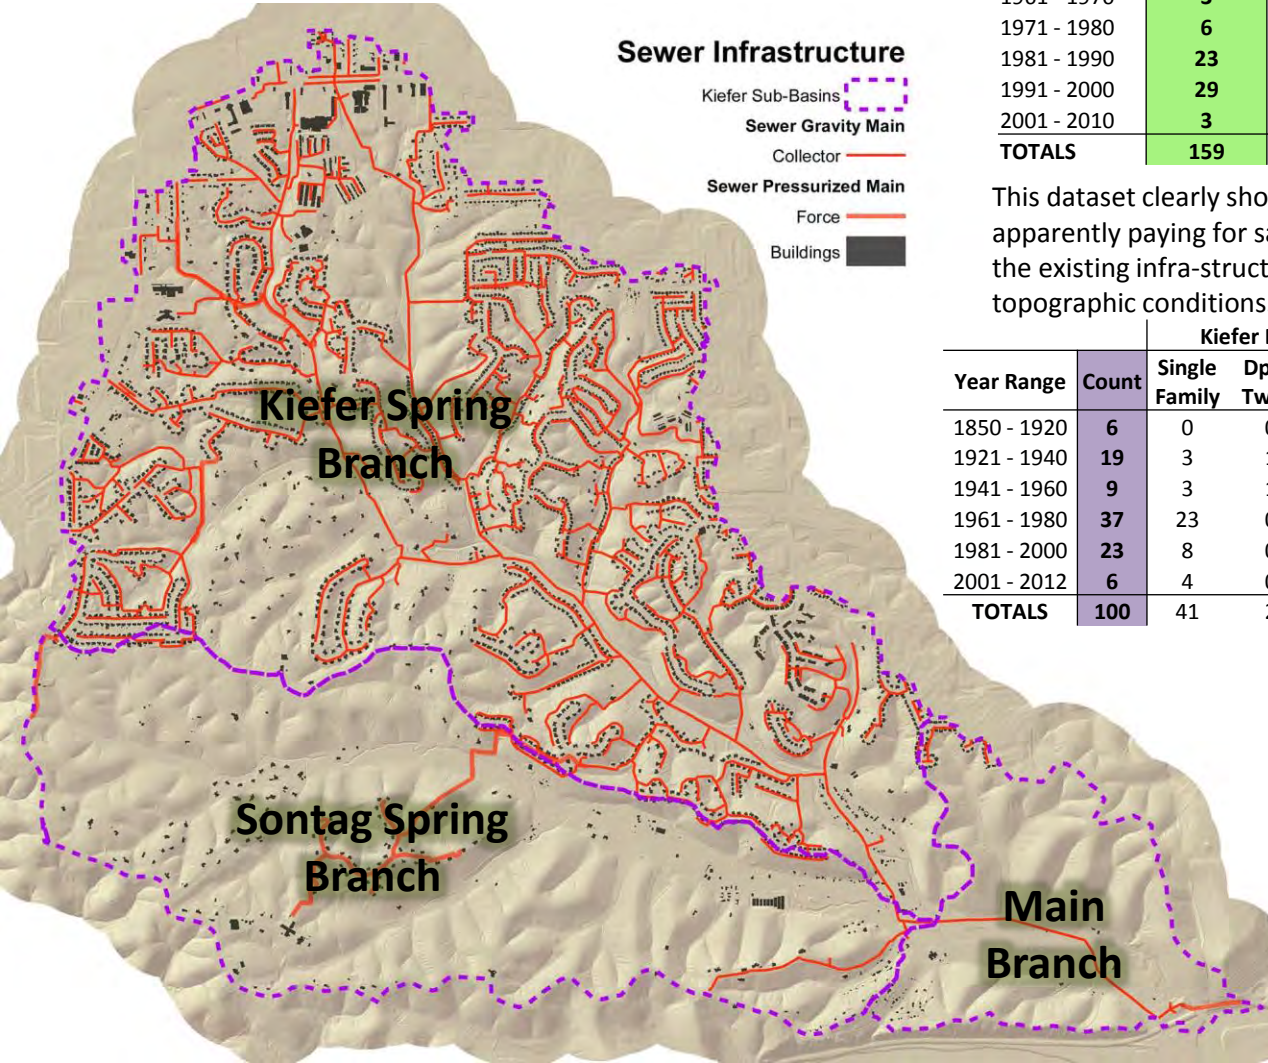 Sewer Infrastructure
Kiefer Sub-Basins
Sewer Gravity Main
Collector
Sewer Pressurized Main
Force
Buildings
Kiefer Spring
Branch
Sontag Spring
Branch
Main
Branch
1971 - 1980 6
1981 - 1990 23
1991 - 2000 29
2001 - 2010 3
TOTALS 159
This dataset clearly
apparently paying for
the existing infra-struct
topographic conditions
Kiefer
Year Range Count Single Family
1850 - 1920 6 0
1921 - 1940 19 3
1941 - 1960 9 3
1961 - 1980 37 23
1981 - 2000 23 8
2001 - 2012 6 4
TOTALS 100 41